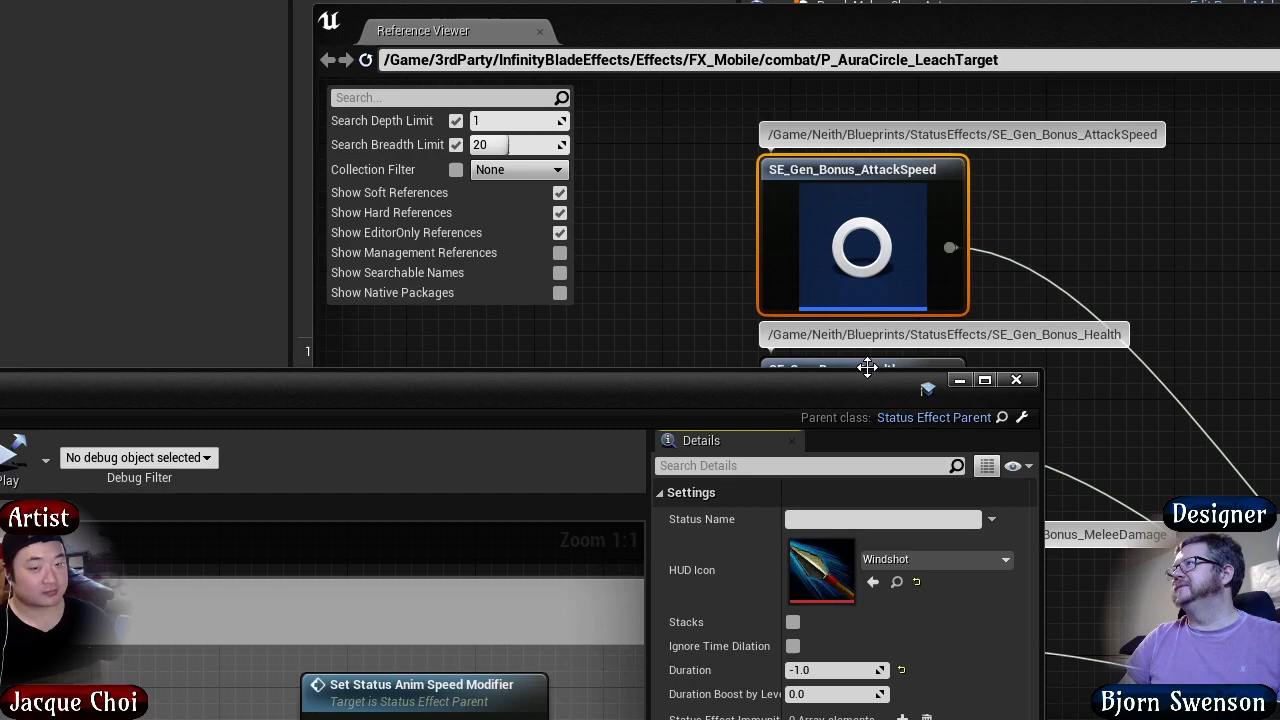 Reference Viewer
/Game/3rdParty/InfinityBladeEffects/Effects/FX_Mobile/combat/P_AuraCircle_LeachTarget
Search...
Search Depth Limit 1
Search Breadth Limit 20
Collection Filter None
Show Soft References
Show Hard References
Show EditorOnly References
Show Management References
Show Searchable Names
Show Native Packages
/Game/Neith/Blueprints/StatusEffects/SE_Gen_Bonus_AttackSpeed
SE_Gen_Bonus_AttackSpeed
/Game/Neith/Blueprints/StatusEffects/SE_Gen_Bonus_Health
1
Parent class: Status Effect Parent
Play
No debug object selected
Debug Filter
Details
Search Details
Settings
Status Name
HUD Icon
Windshot
Stacks
Ignore Time Dilation
Duration -1.0
Duration Boost by Leve 0.0
0 Array elements
Zoom 1:1
Set Status Anim Speed Modifier
Target is Status Effect Parent
Bonus_MeleeDamage
Artist
Jacque Choi
Designer
Bjorn Swenson